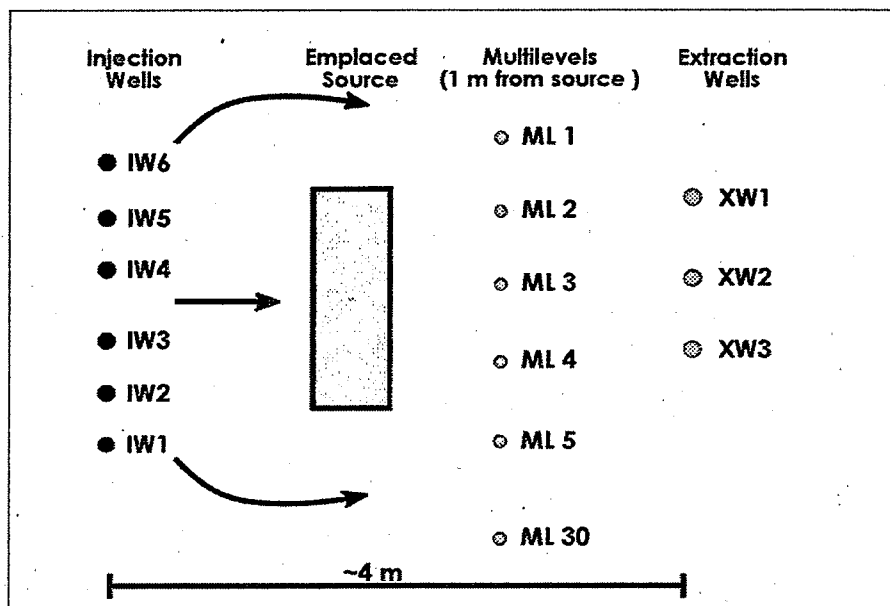 Injection
Wells
Emplaced
Source
Multilevels
(1 m from source )
Extraction
Wells
IW6
IW5
IW4
IW3
IW2
IW1
ML 1
ML 2
ML 3
ML 4
ML 5
ML 30
XW1
XW2
XW3
~4 m